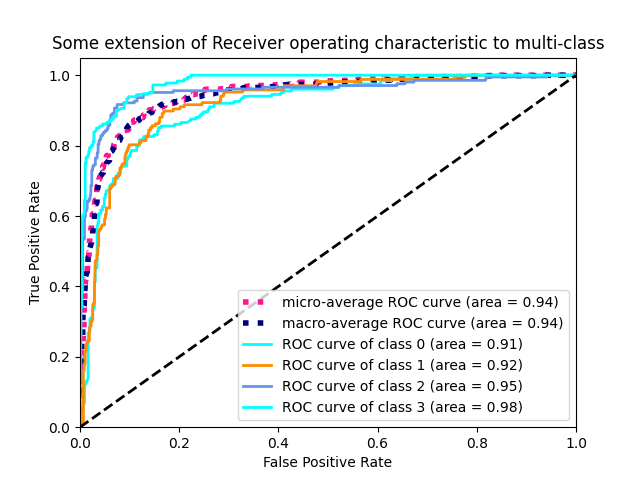 Some extension of Receiver operating characteristic to multi-class
1.0
0.8
0.6
0.4
0.2
0.0
True Positive Rate
micro-average ROC curve (area = 0.94)
macro-average ROC curve (area = 0.94)
ROC curve of class 0 (area = 0.91)
ROC curve of class 1 (area = 0.92)
ROC curve of class 2 (area = 0.95)
ROC curve of class 3 (area = 0.98)
0.0 0.2 0.4 0.6 0.8 1.0
False Positive Rate